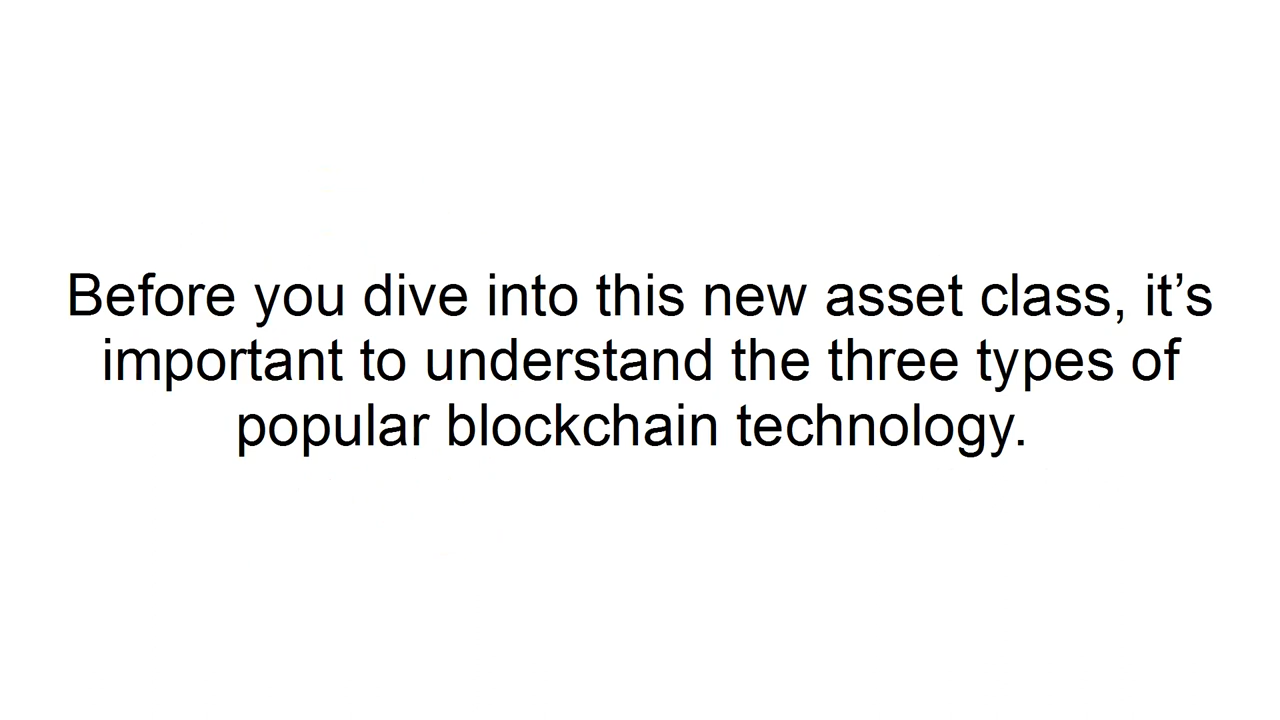 Before you dive into this new asset class, it’s
important to understand the three types of
popular blockchain technology.